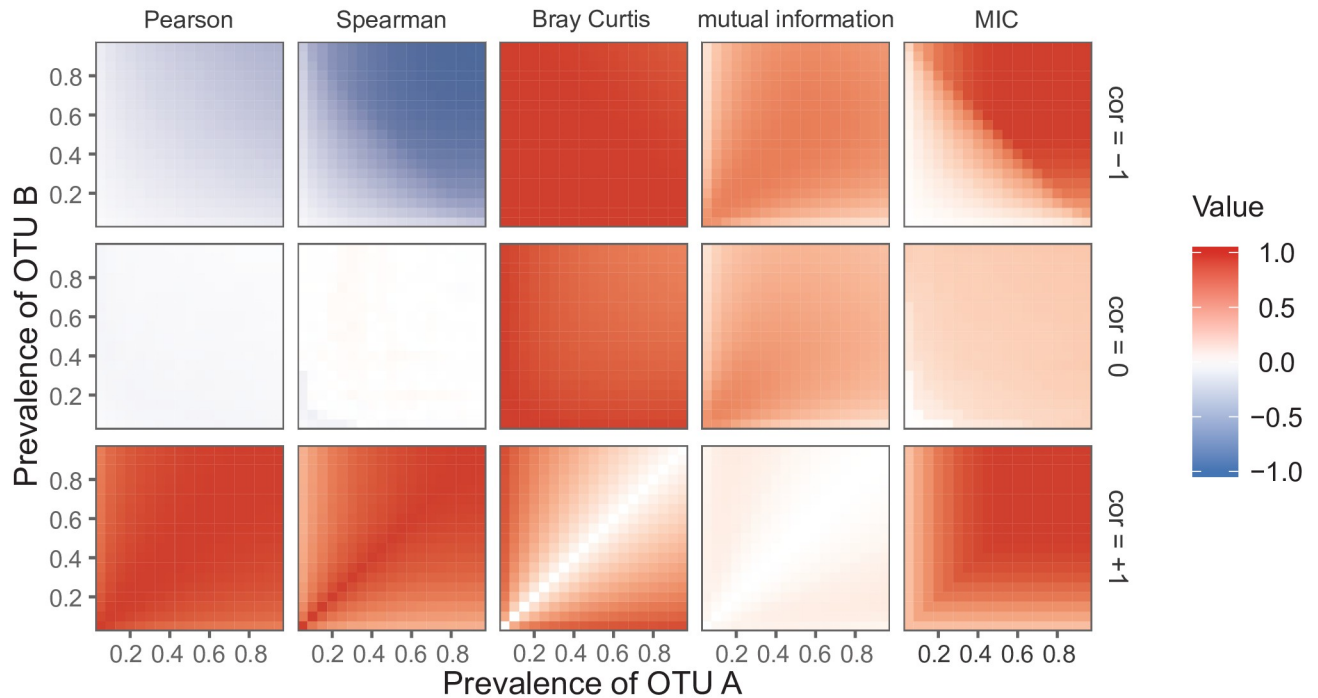 Pearson Spearman Bray Curtis mutual information MIC
Prevalence of OTU B
0.8
0.6
0.4
0.2
cor = −1
0.8
0.6
0.4
0.2
cor = 0
0.8
0.6
0.4
0.2
cor = +1
0.2 0.4 0.6 0.8 0.2 0.4 0.6 0.8 0.2 0.4 0.6 0.8 0.2 0.4 0.6 0.8 0.2 0.4 0.6 0.8
Prevalence of OTU A
Value
1.0
0.5
0.0
−0.5
−1.0